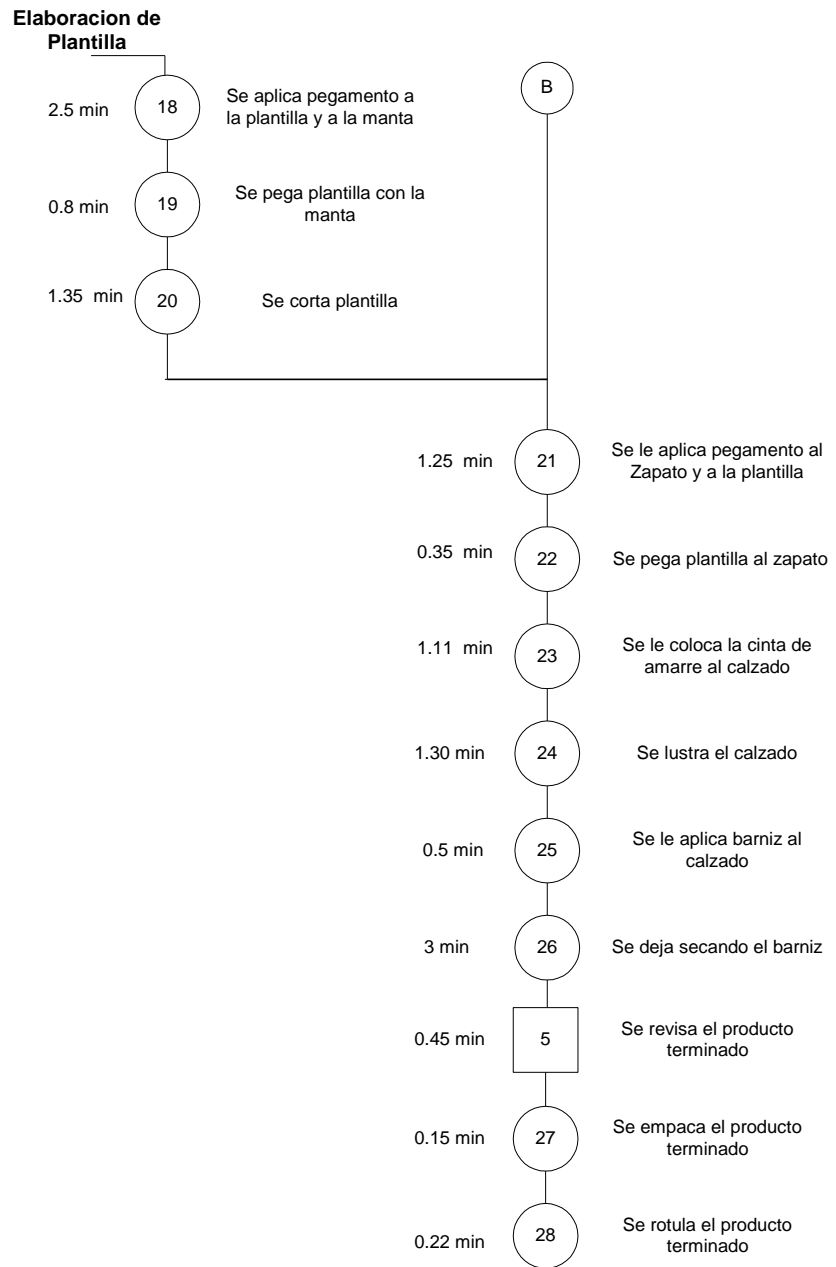 Elaboracion de
Plantilla
2.5 min
18
Se aplica pegamento a
la plantilla y a la manta
B
0.8 min
19
Se pega plantilla con la
manta
1.35 min
20
Se corta plantilla
1.25 min
21
Se le aplica pegamento al
Zapato y a la plantilla
0.35 min
22
Se pega plantilla al zapato
1.11 min
23
Se le coloca la cinta de
amarre al calzado
1.30 min
24
Se lustra el calzado
0.5 min
25
Se le aplica barniz al
calzado
3 min
26
Se deja secando el barniz
0.45 min
5
Se revisa el producto
terminado
0.15 min
27
Se empaca el producto
terminado
0.22 min
28
Se rotula el producto
terminado